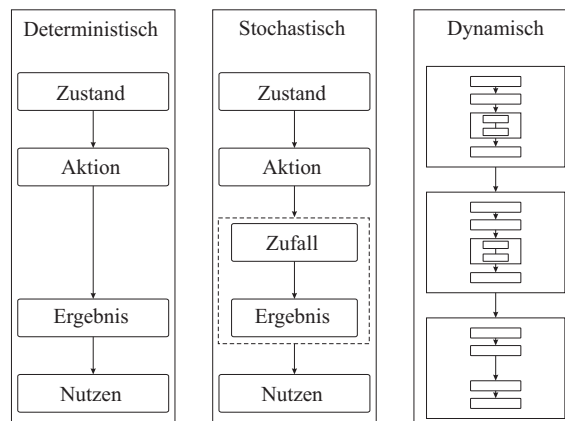 Deterministisch
Zustand
Aktion
Ergebnis
Nutzen
Stochastisch
Zustand
Aktion
Zufall
Ergebnis
Nutzen
Dynamisch